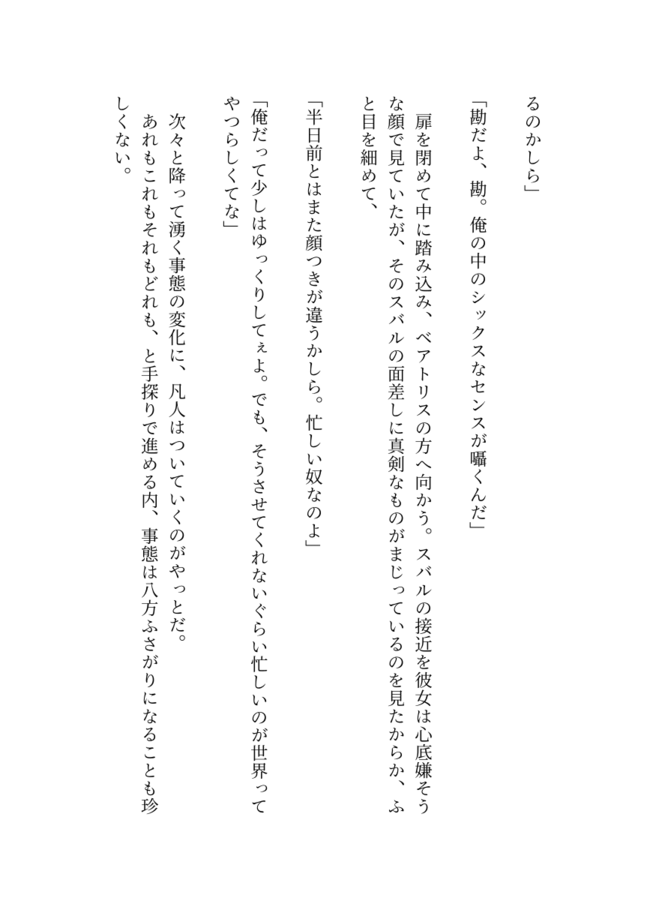 るのかしら」
「勘だよ、勘。俺の中のシックスなセンスが囁くんだ」
扉を閉めて中に踏み込み、ベアトリスの方へ向かう。スバルの接近を彼女は心底嫌そう
な顔で見ていたが、そのスバルの面差しに真剣なものがまじっているのを見たからか、ふ
と目を細めて、
「半日前とはまた顔つきが違うかしら。忙しい奴なのよ」
「俺だって少しはゆっくりしてぇよ。でも、そうさせてくれないぐらい忙しいのが世界って
やつらしくてな」
次々と降って湧く事態の変化に、凡人はついていくのがやっとだ。
あれもこれもそれもどれも、と手探りで進める内、事態は八方ふさがりになることも珍
しくない。